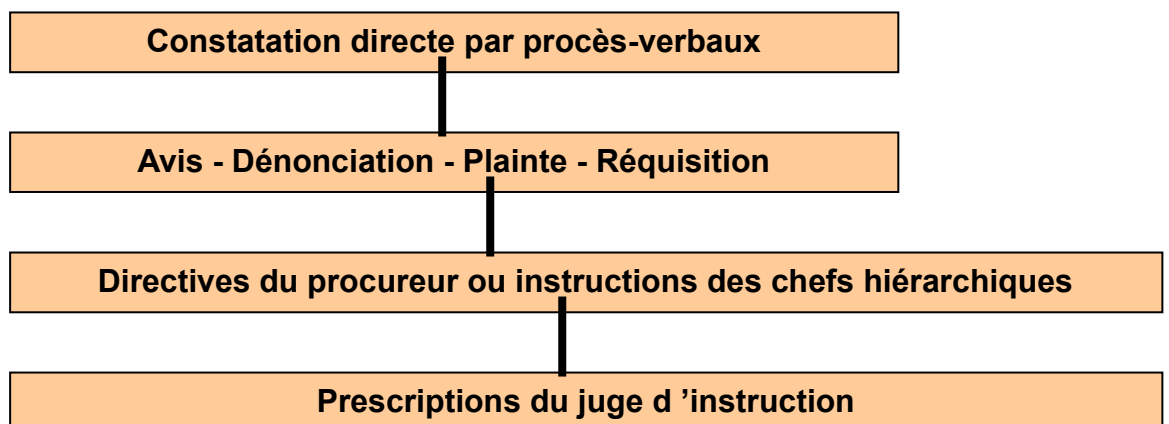 Constatation directe par procès-verbaux
Avis - Dénonciation - Plainte - Réquisition
Directives du procureur ou instructions des chefs hiérarchiques
Prescriptions du juge d ’instruction